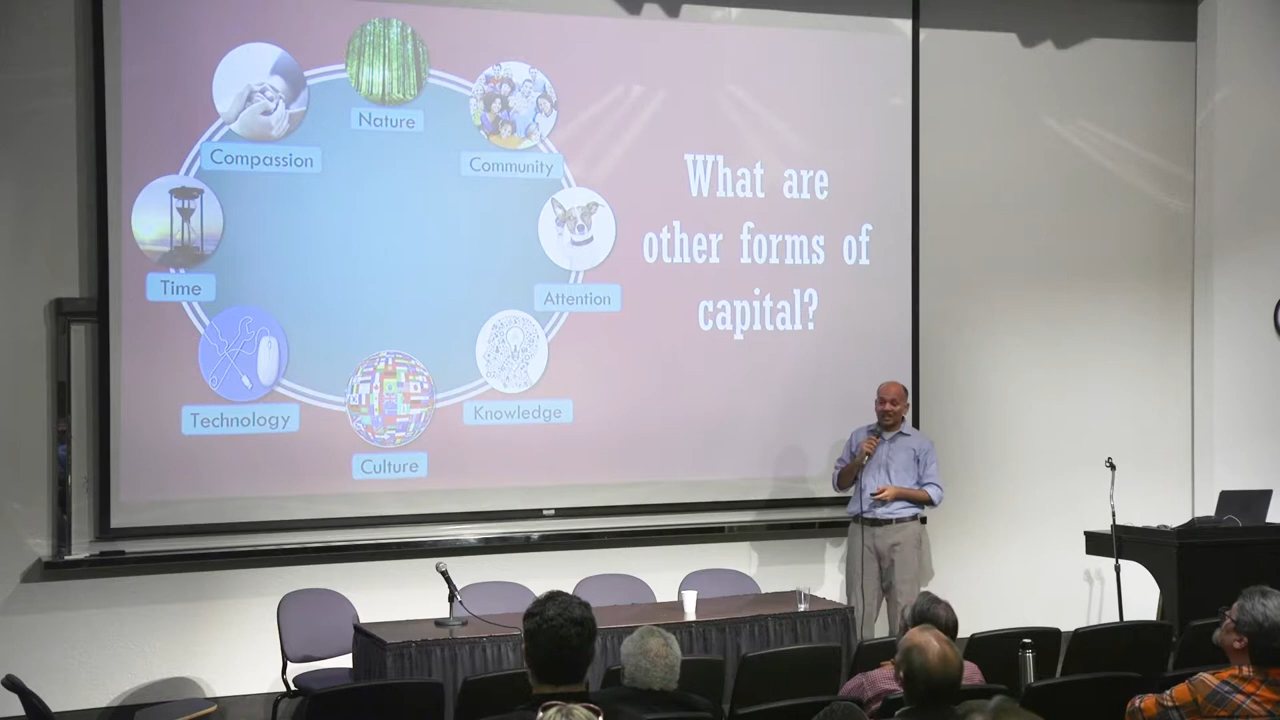 Nature
Compassion
Community
Time
Attention
Technology
Knowledge
Culture
What are
other forms of
capital?